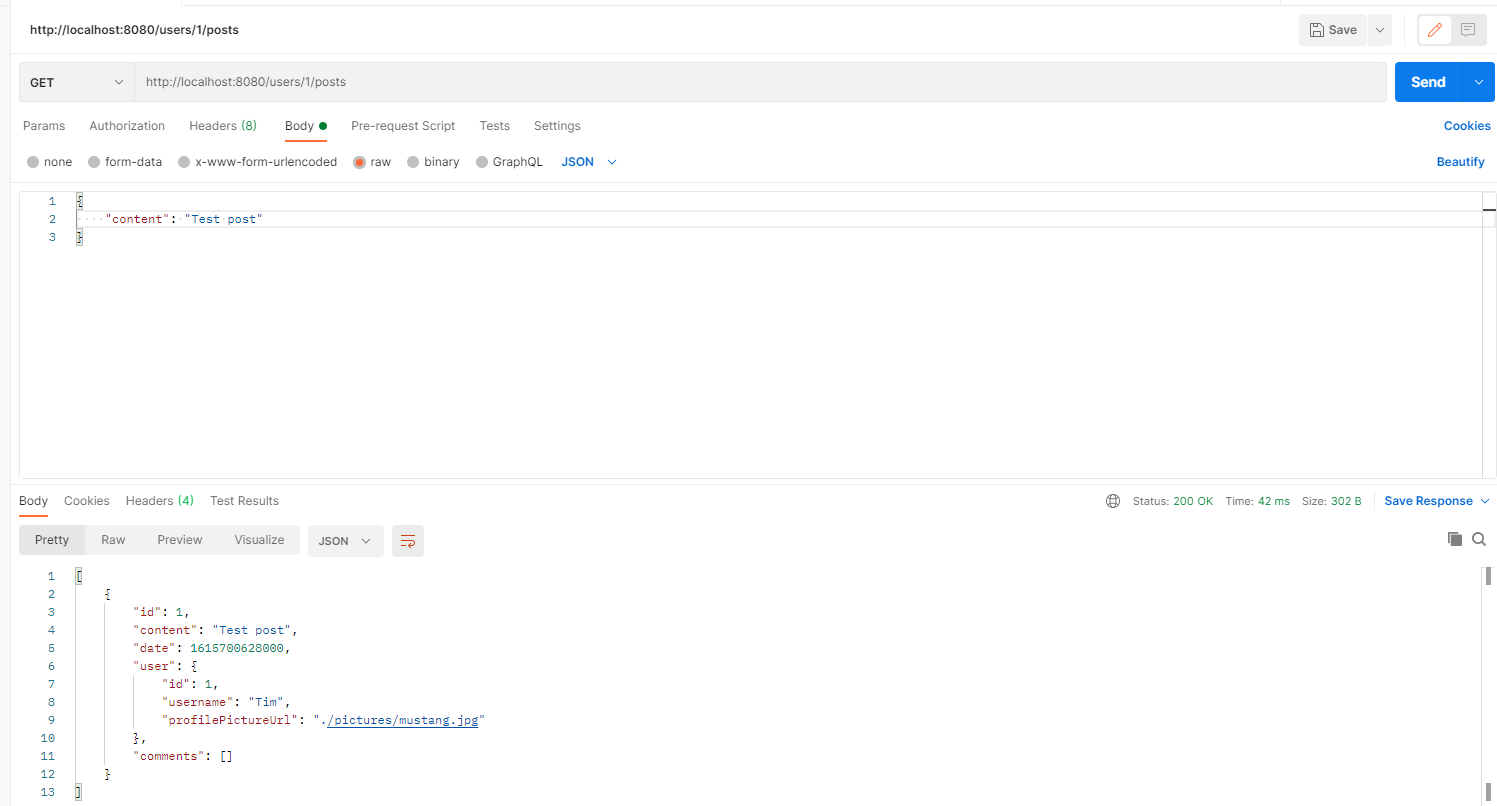 http://localhost:8080/users/1/posts Save
GET http://localhost:8080/users/1/posts Send
Params Authorization Headers (8) Body Pre-request Script Tests Settings Cookies
none form-data x-www-form-urlencoded raw binary GraphQL JSON Beautify
1 {
2 "content": "Test post"
3 }
Body Cookies Headers (4) Test Results Status: 200 OK Time: 42 ms Size: 302 B Save Response
Pretty Raw Preview Visualize JSON
1 [
2 {
3 "id": 1,
4 "content": "Test post",
5 "date": 1615700628000,
6 "user": {
7 "id": 1,
8 "username": "Tim",
9 "profilePictureUrl": "./pictures/mustang.jpg"
10 },
11 "comments": []
12 }
13 ]